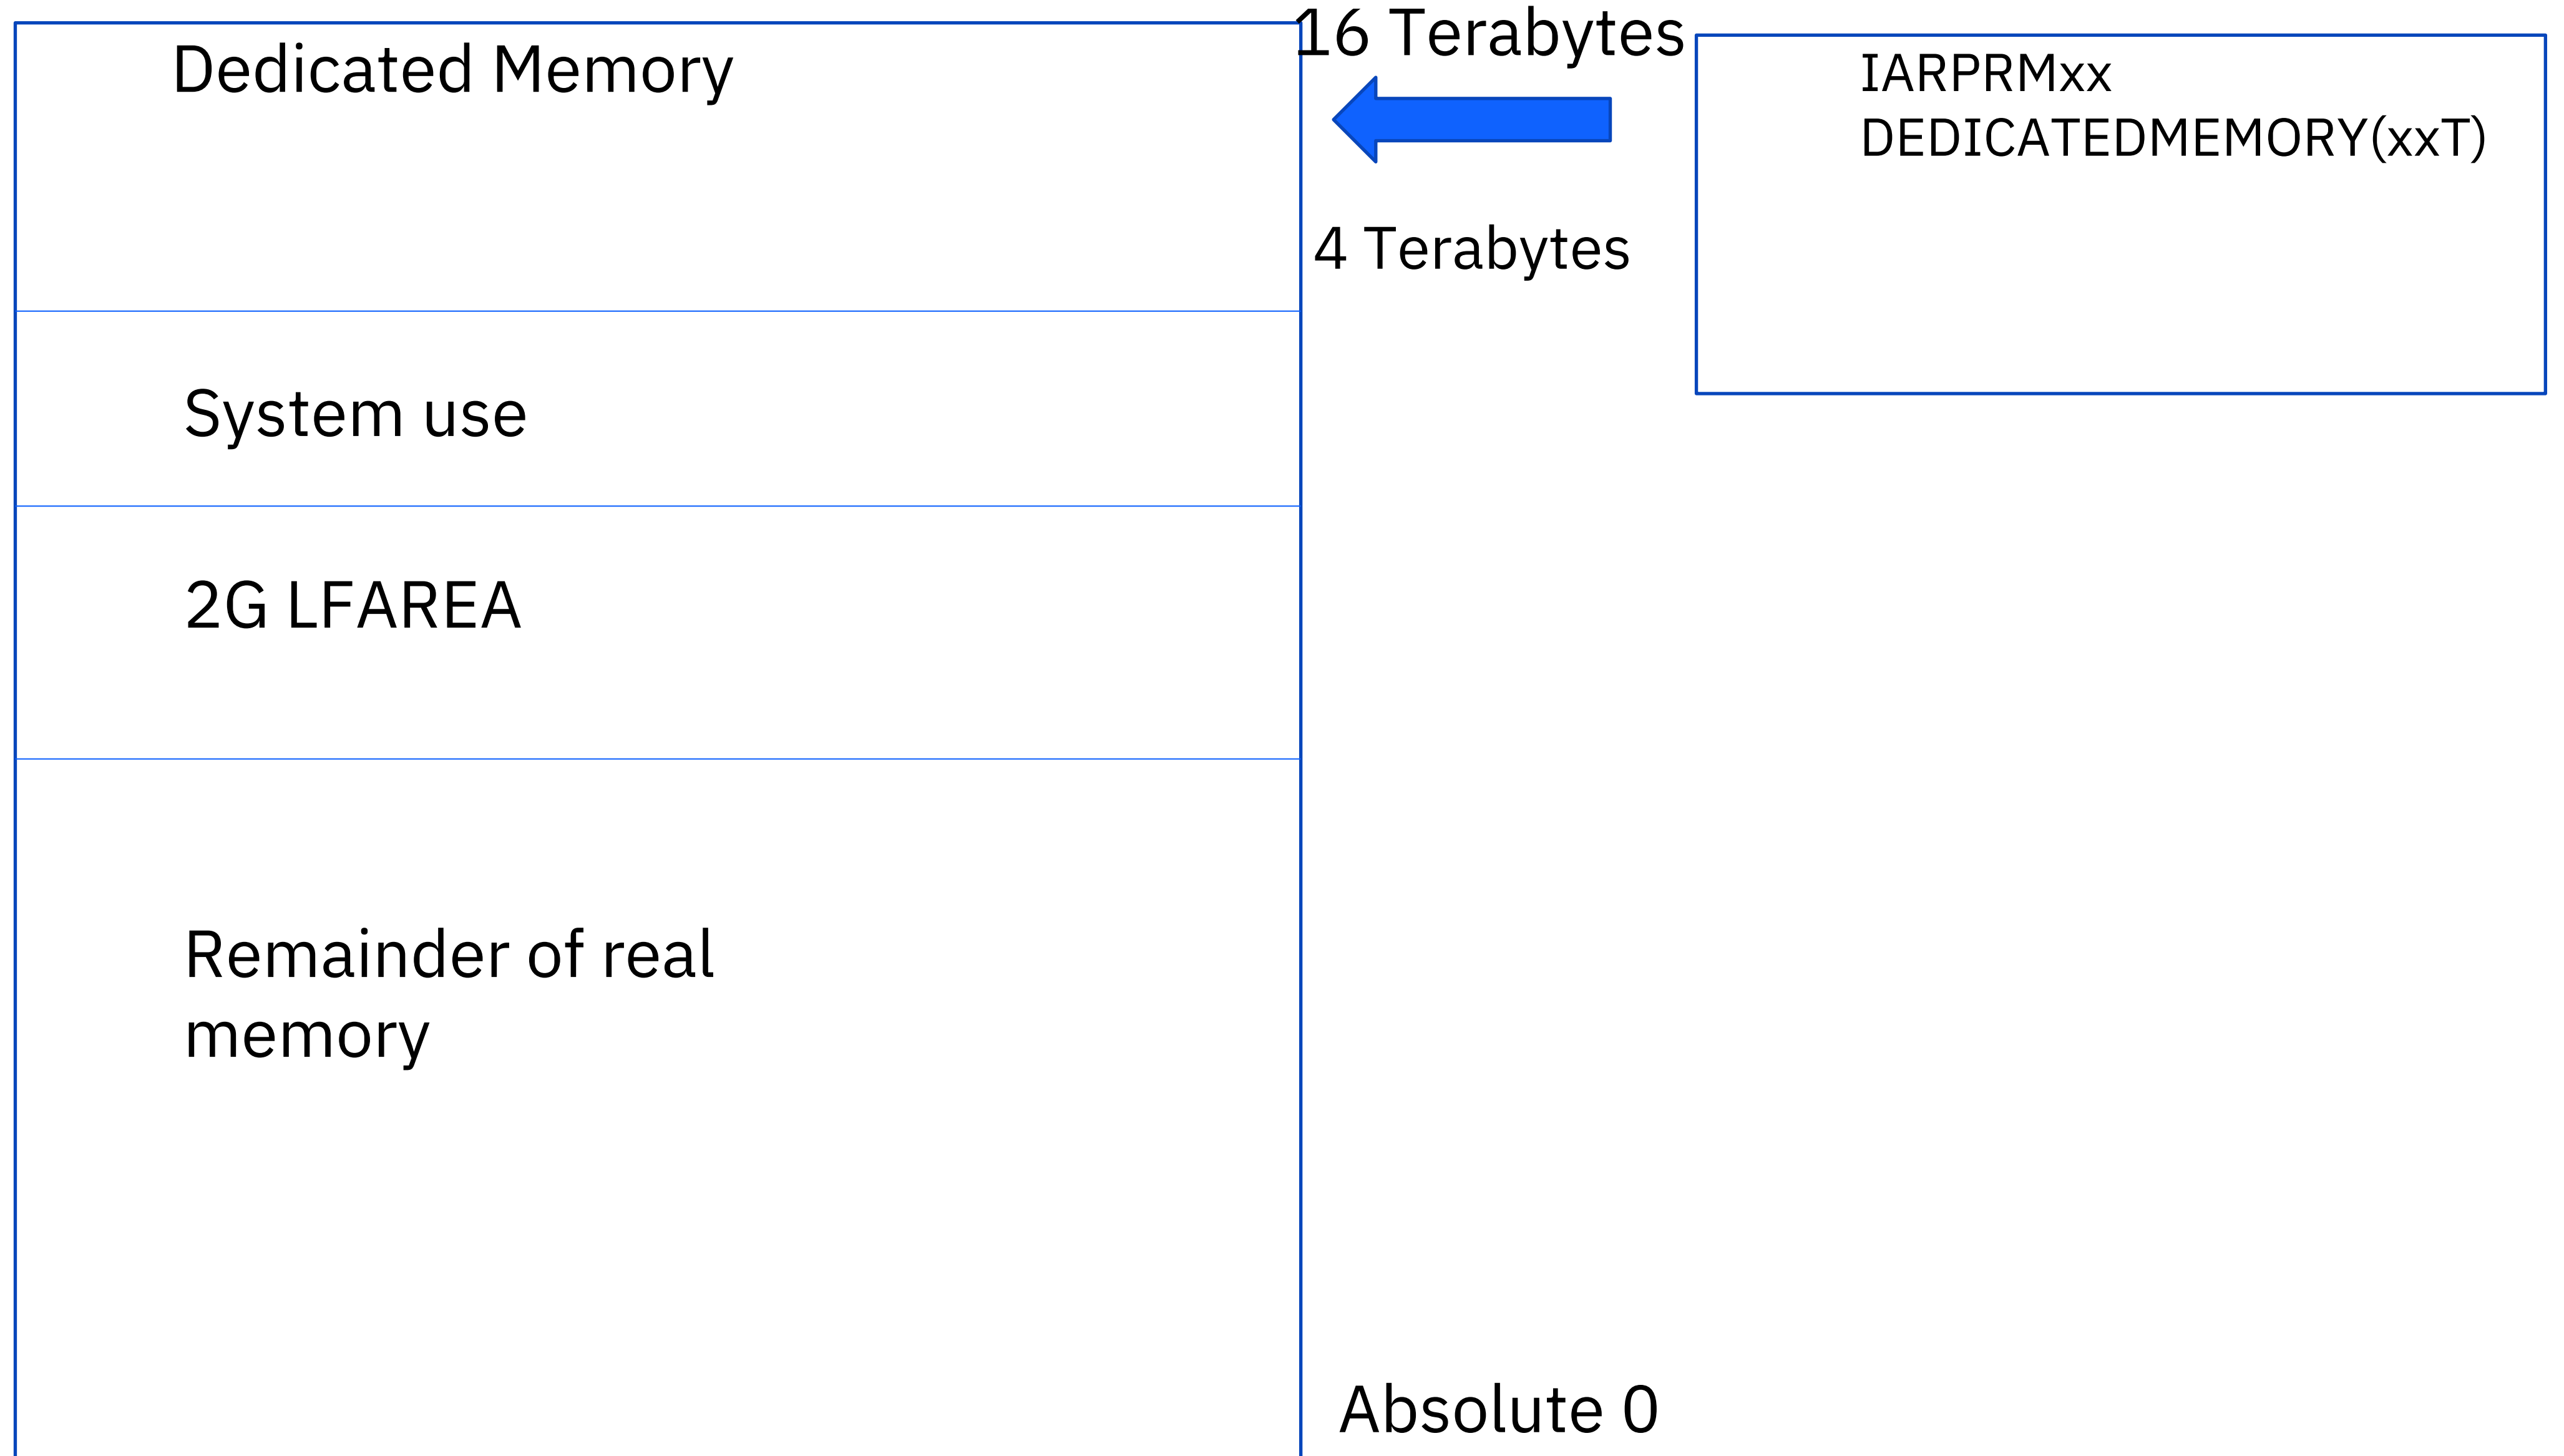 Dedicated Memory
16 Terabytes
IARPRMxx
DEDICATEDMEMORY(xxT)
4 Terabytes
System use
2G LFAREA
Remainder of real
memory
Absolute 0